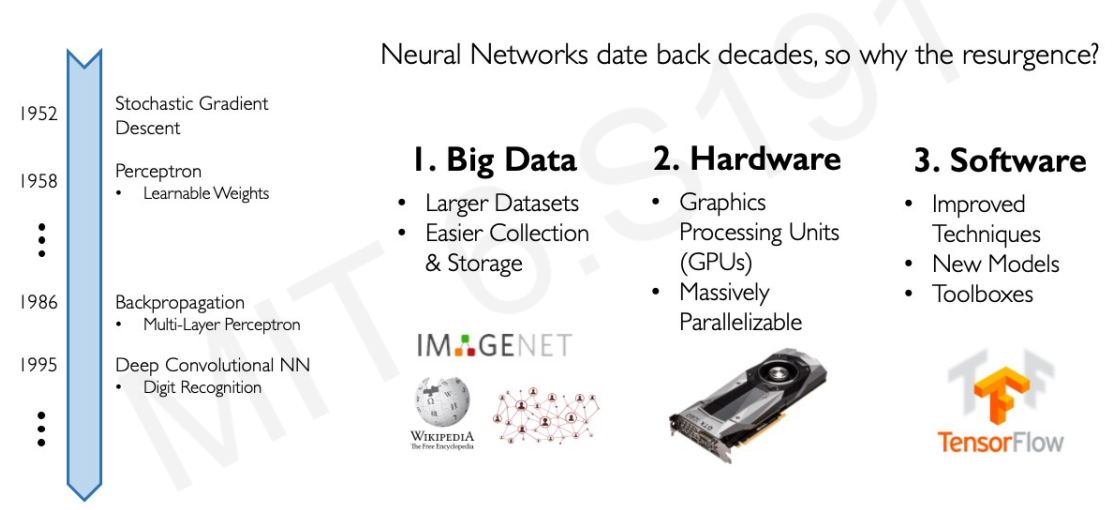 Neural Networks date back decades, so why the resurgence?
1952
Stochastic Gradient
Descent
1958
Perceptron
• Learnable Weights
1986
Backpropagation
• Multi-Layer Perceptron
1995
Deep Convolutional NN
• Digit Recognition
1. Big Data
• Larger Datasets
• Easier Collection
& Storage
IMAGENET
WIKIPEDIA
The Free Encyclopedia
2. Hardware
• Graphics
Processing Units
(GPUs)
• Massively
Parallelizable
3. Software
• Improved
Techniques
• New Models
• Toolboxes
TensorFlow
MIT 6.S191